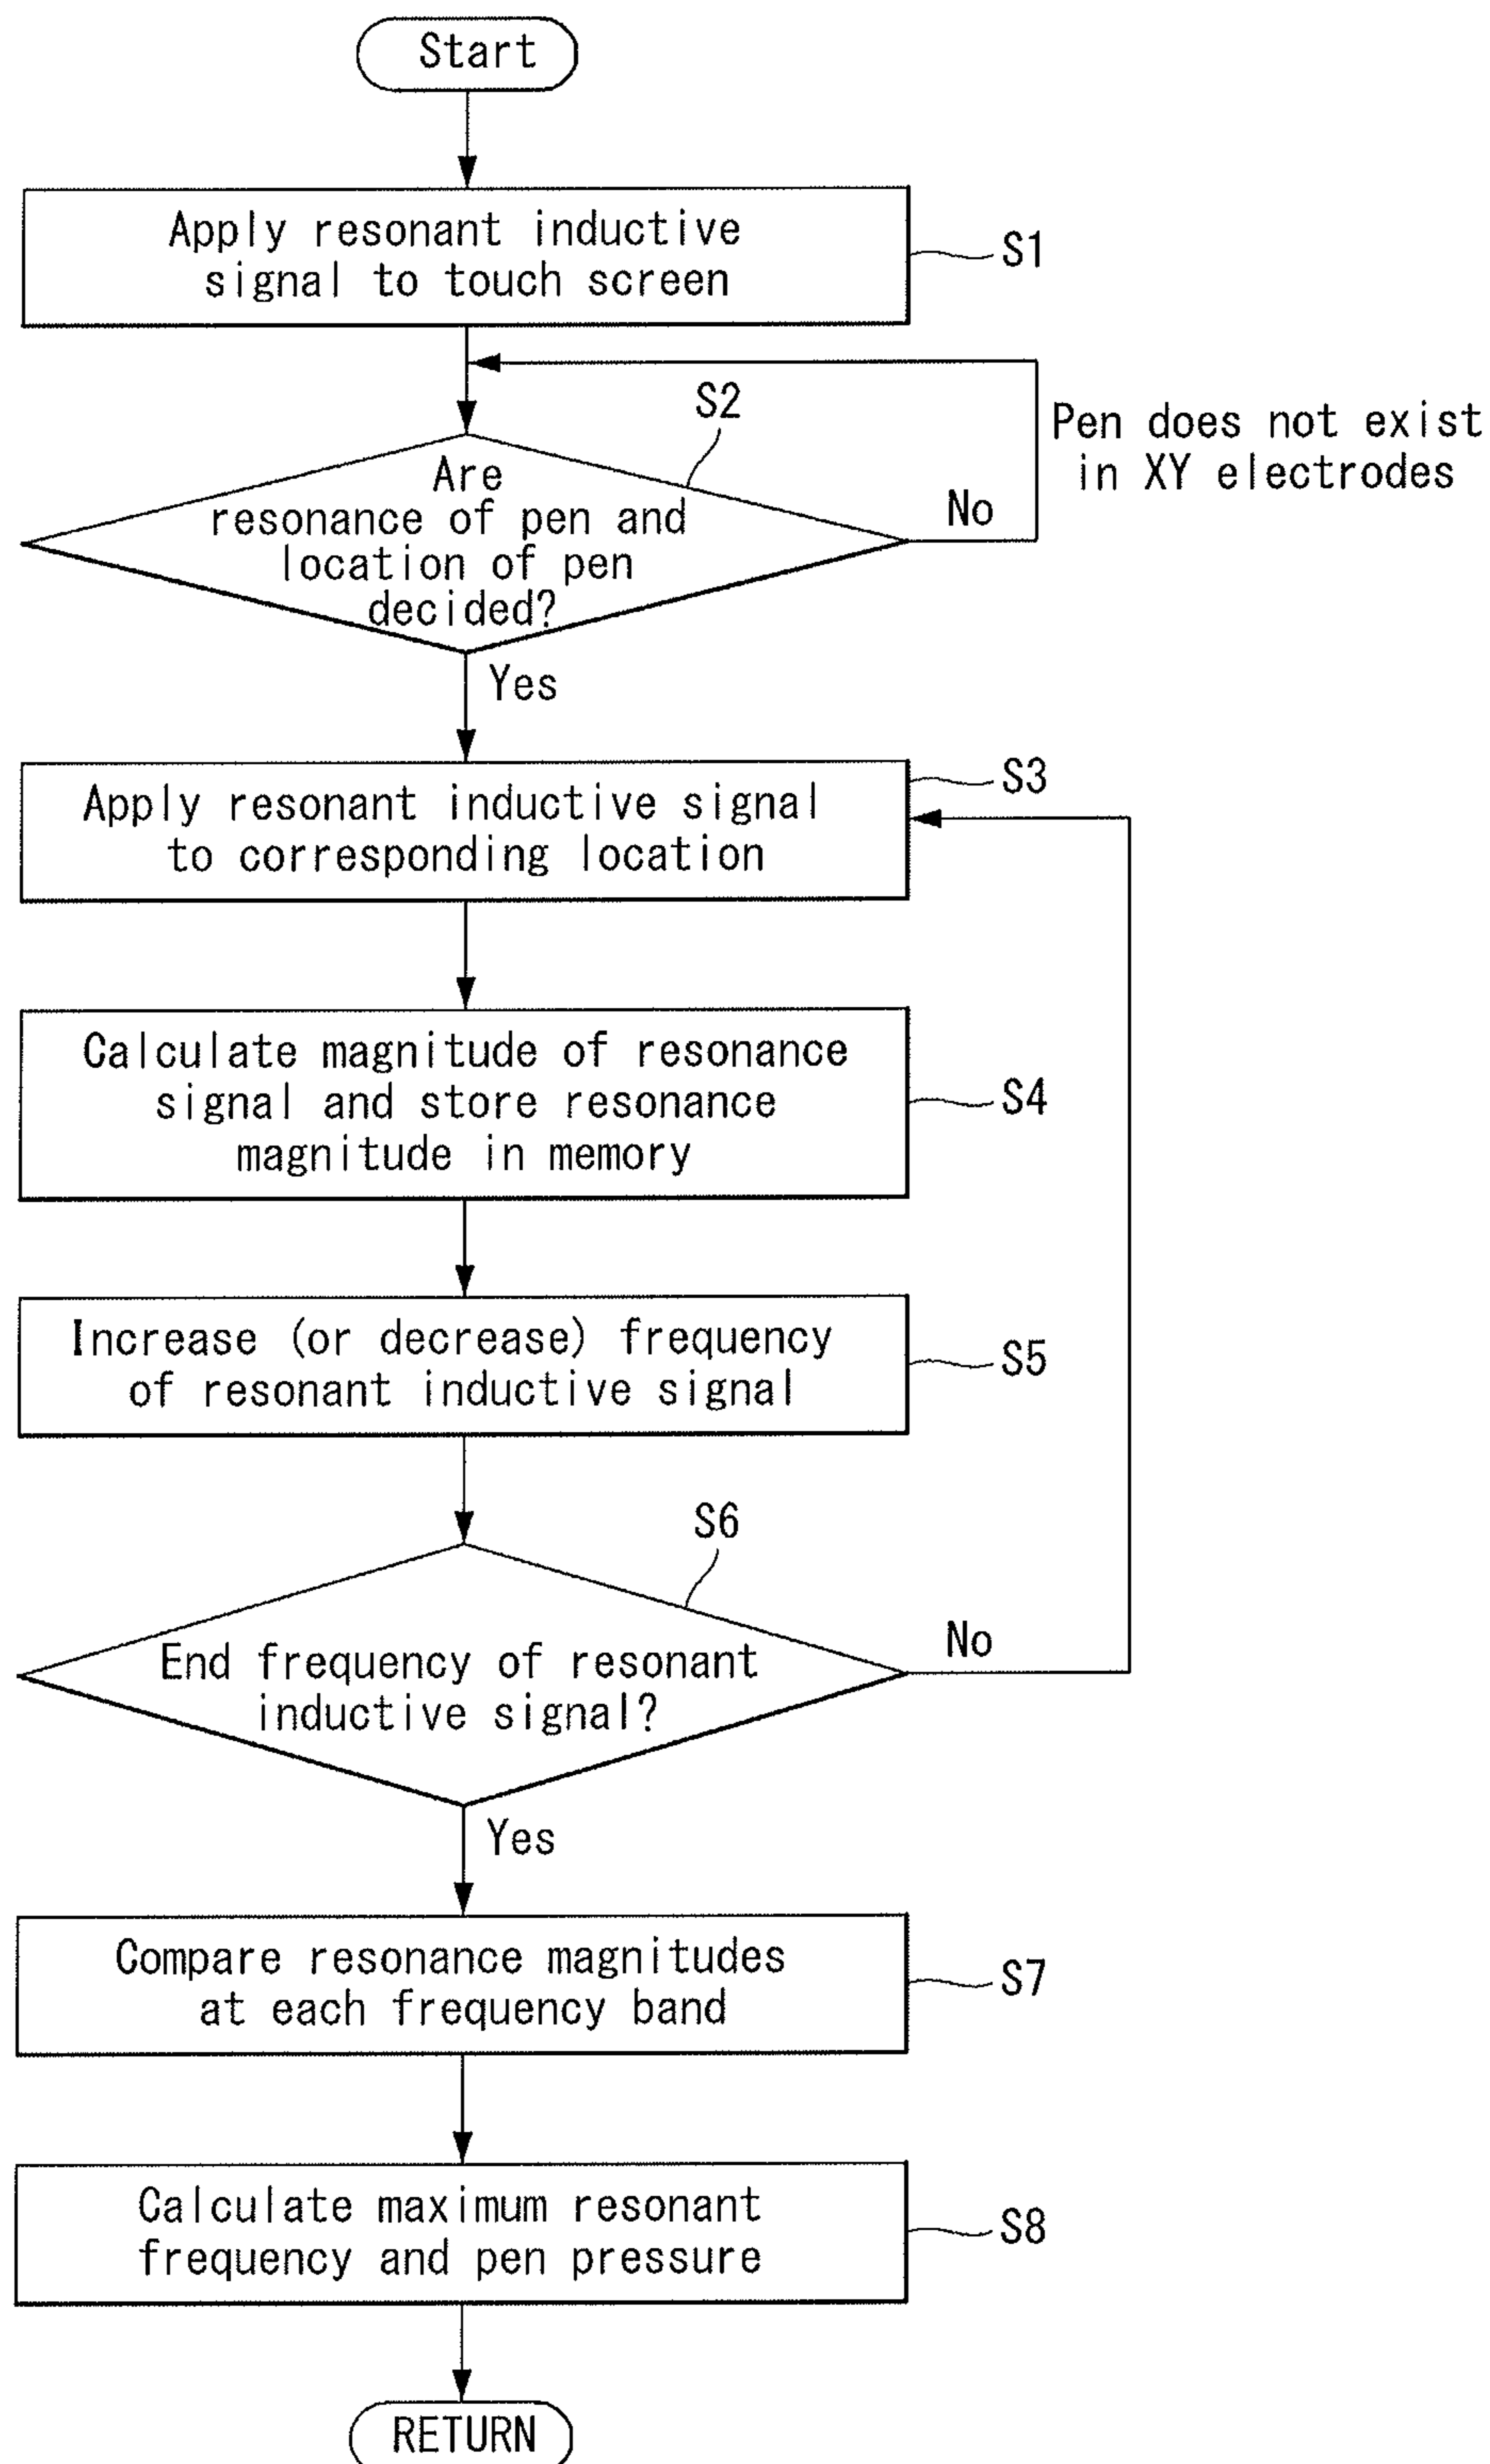 Start
Apply resonant inductive
signal to touch screen
S1
S2
Pen does not exist
in XY electrodes
Are
resonance of pen and
location of pen
decided?
No
Yes
S3
Apply resonant inductive signal
to corresponding location
Calculate magnitude of resonance
signal and store resonance
magnitude in memory
S4
Increase (or decrease) frequency
of resonant inductive signal
S5
S6
End frequency of resonant
inductive signal?
No
Yes
Compare resonance magnitudes
at each frequency band
S7
Calculate maximum resonant
frequency and pen pressure
S8
RETURN